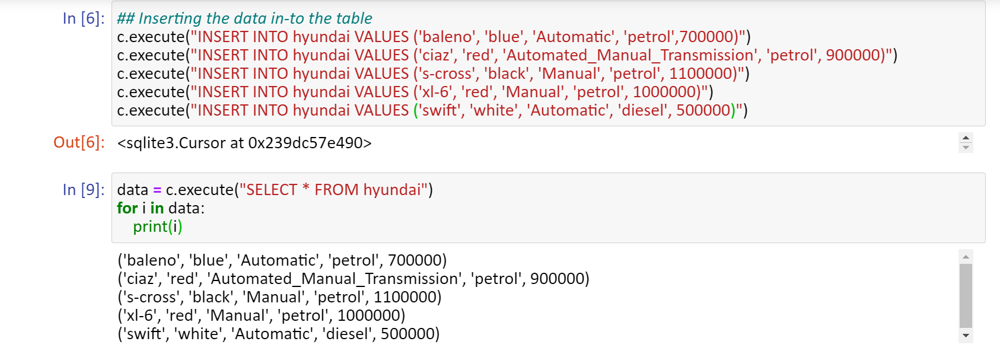 In [6]: ## Inserting the data in-to the table
c.execute("INSERT INTO hyundai VALUES ('baleno', 'blue', 'Automatic', 'petrol',700000)")
c.execute("INSERT INTO hyundai VALUES ('ciaz', 'red', 'Automated_Manual_Transmission', 'petrol', 900000)")
c.execute("INSERT INTO hyundai VALUES ('s-cross', 'black', 'Manual', 'petrol', 1100000)")
c.execute("INSERT INTO hyundai VALUES ('xl-6', 'red', 'Manual', 'petrol', 1000000)")
c.execute("INSERT INTO hyundai VALUES ('swift', 'white', 'Automatic', 'diesel', 500000)")
Out[6]: <sqlite3.Cursor at 0x239dc57e490>
In [9]: data = c.execute("SELECT * FROM hyundai")
for i in data:
    print(i)
('baleno', 'blue', 'Automatic', 'petrol', 700000)
('ciaz', 'red', 'Automated_Manual_Transmission', 'petrol', 900000)
('s-cross', 'black', 'Manual', 'petrol', 1100000)
('xl-6', 'red', 'Manual', 'petrol', 1000000)
('swift', 'white', 'Automatic', 'diesel', 500000)